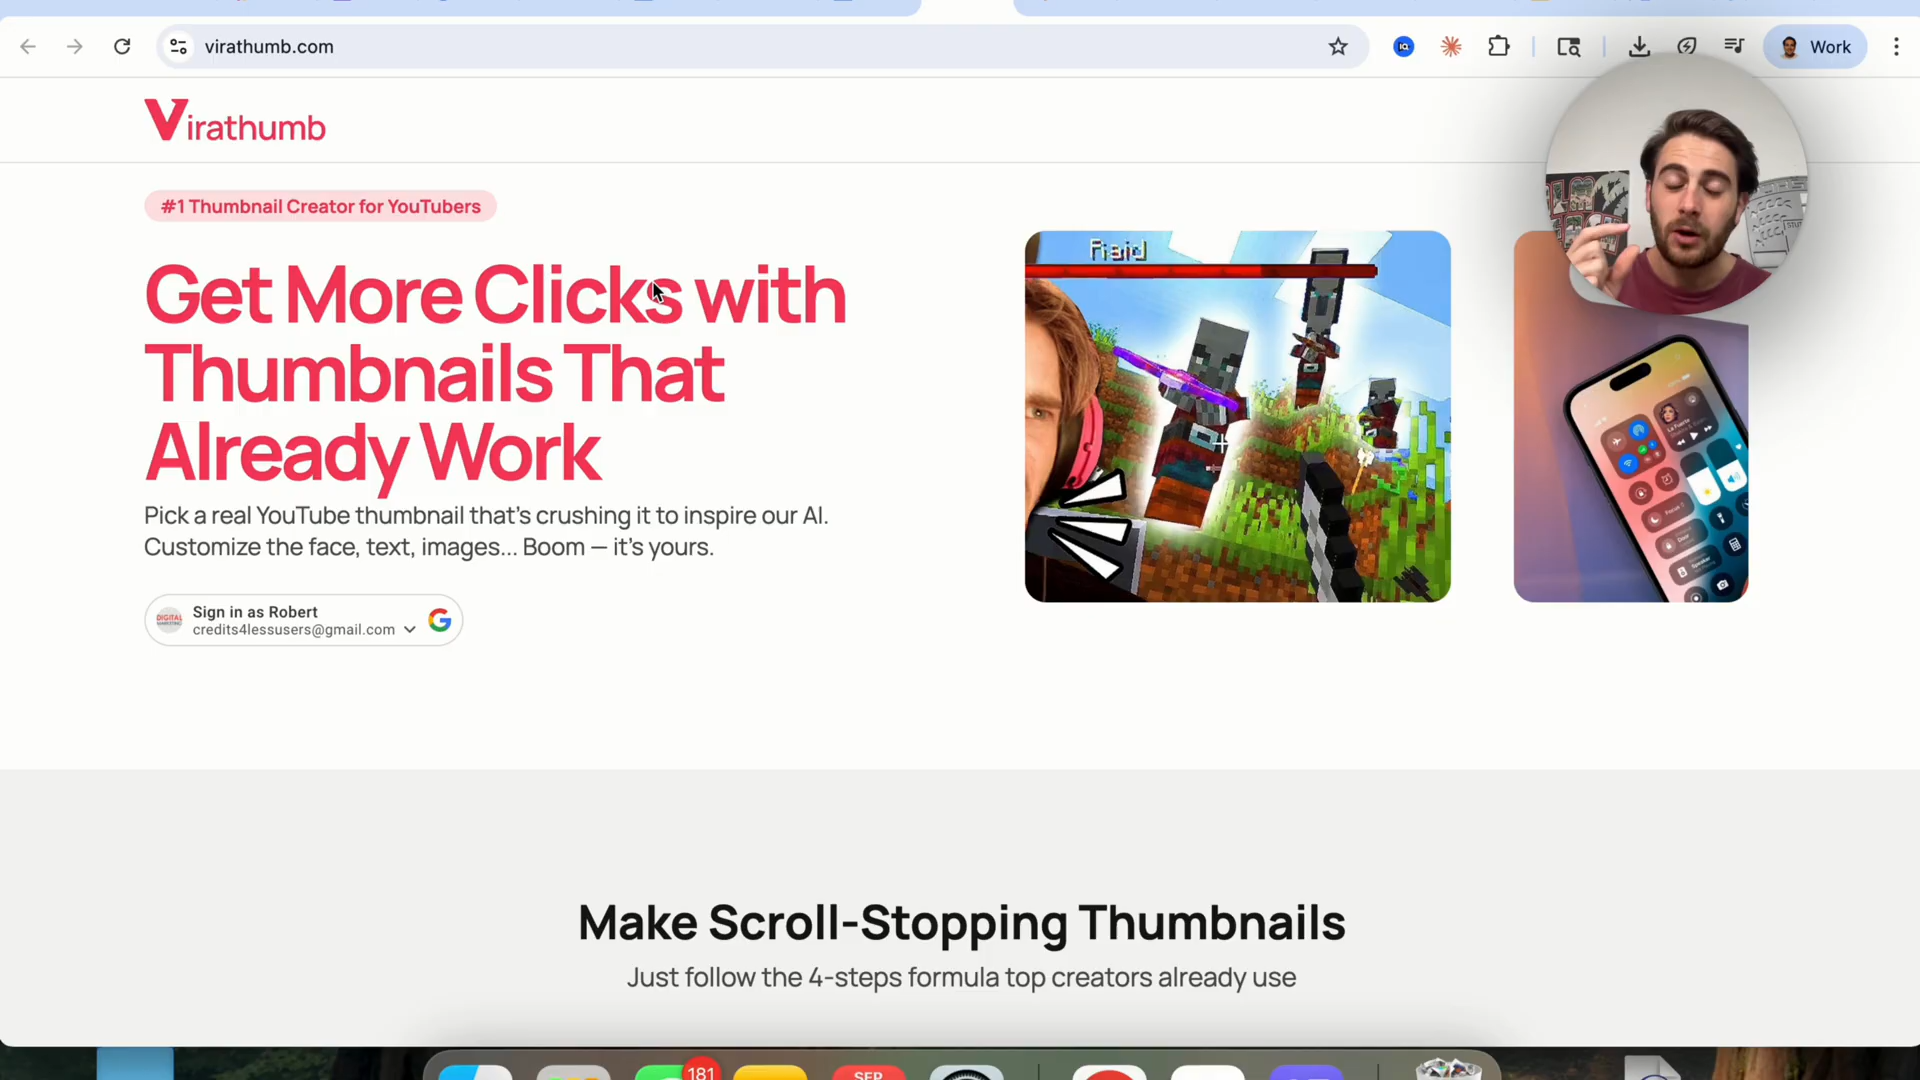 virathumb.com
Work
Virathumb
#1 Thumbnail Creator for YouTubers
Get More Clicks with
Thumbnails That
Already Work
Pick a real YouTube thumbnail that's crushing it to inspire our AI.
Customize the face, text, images... Boom — it's yours.
Sign in as Robert
credits4lessusers@gmail.com
Raid
Make Scroll-Stopping Thumbnails
Just follow the 4-steps formula top creators already use
181
SEP